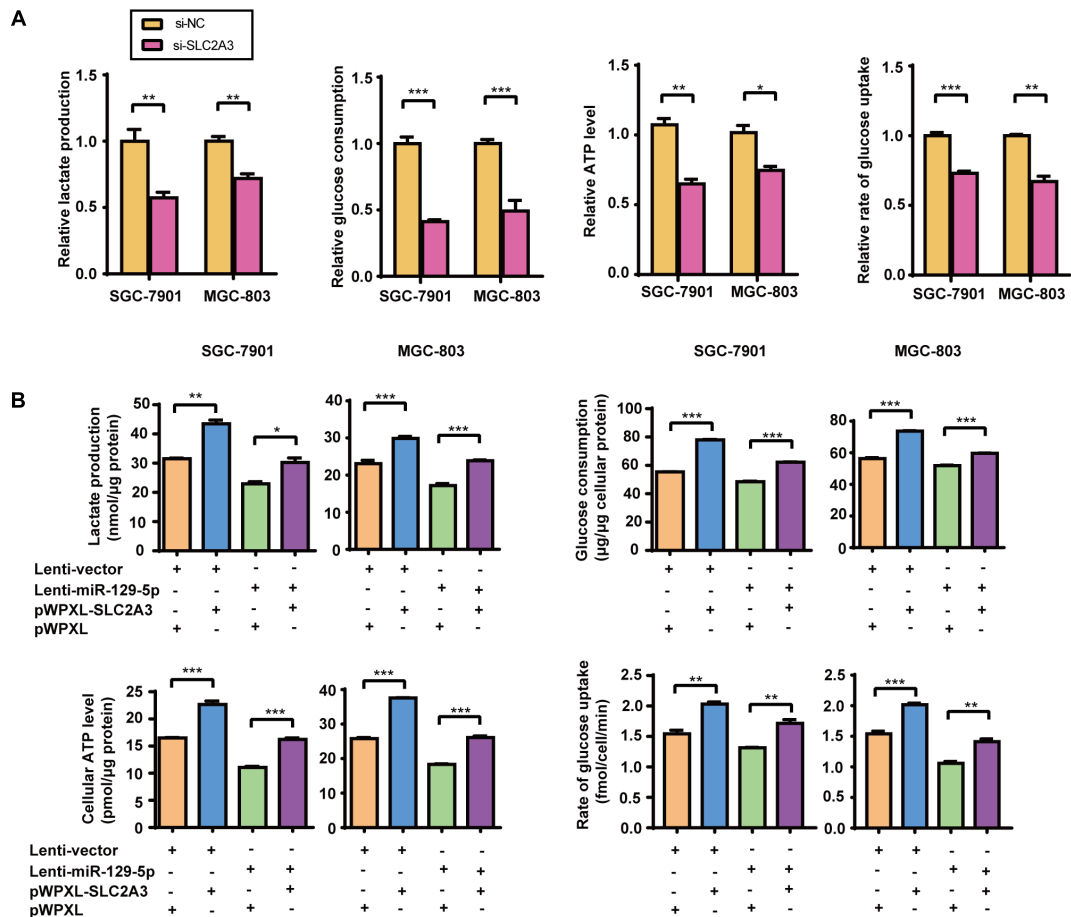 A
si-NC
si-SLC2A3
Relative lactate production
1.5
1.0
0.5
0.0
** **
SGC-7901 MGC-803
Relative glucose consumption
1.5
1.0
0.5
0.0
*** ***
SGC-7901 MGC-803
Relative ATP level
1.5
1.0
0.5
0.0
** *
SGC-7901 MGC-803
Relative rate of glucose uptake
1.5
1.0
0.5
0.0
*** **
SGC-7901 MGC-803
SGC-7901 MGC-803 SGC-7901 MGC-803
B
Lactate production
(nmol/μg protein)
50
40
30
20
10
0
** *
40
30
20
10
0
*** ***
Glucose consumption
(μg/μg cellular protein)
100
80
60
40
20
0
*** ***
80
60
40
20
0
*** ***
Lenti-vector + + - - + + - - + + - - + + - -
Lenti-miR-129-5p - - + + - - + + - - + + - - + +
pWPXL-SLC2A3 - + - + - + - + - + - + - + - +
pWPXL + - + - + - + - + - + - + - + -
Cellular ATP level
(pmol/μg protein)
25
20
15
10
5
0
*** ***
40
30
20
10
0
*** ***
Rate of glucose uptake
(fmol/cell/min)
2.5
2.0
1.5
1.0
0.5
0.0
** **
2.5
2.0
1.5
1.0
0.5
0.0
*** **
Lenti-vector + + - - + + - - + + - - + + - -
Lenti-miR-129-5p - - + + - - + + - - + + - - + +
pWPXL-SLC2A3 - + - + - + - + - + - + - + - +
pWPXL + - + - + - + - + - + - + - + -